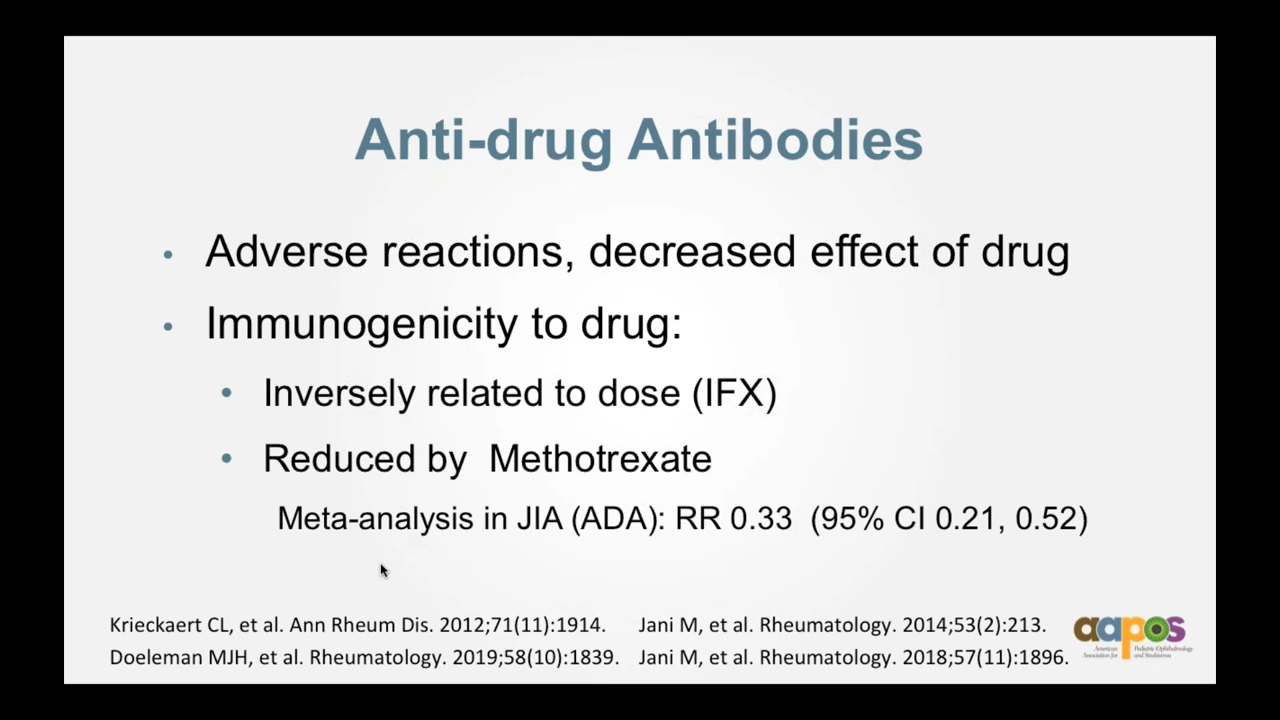 Anti-drug Antibodies
• Adverse reactions, decreased effect of drug
• Immunogenicity to drug:
• Inversely related to dose (IFX)
• Reduced by  Methotrexate
Meta-analysis in JIA (ADA): RR 0.33  (95% CI 0.21, 0.52)
Krieckaert CL, et al. Ann Rheum Dis. 2012;71(11):1914.
Jani M, et al. Rheumatology. 2014;53(2):213.
Doeleman MJH, et al. Rheumatology. 2019;58(10):1839.
Jani M, et al. Rheumatology. 2018;57(11):1896.
aapos
American Association for
Pediatric Ophthalmology and Strabismus